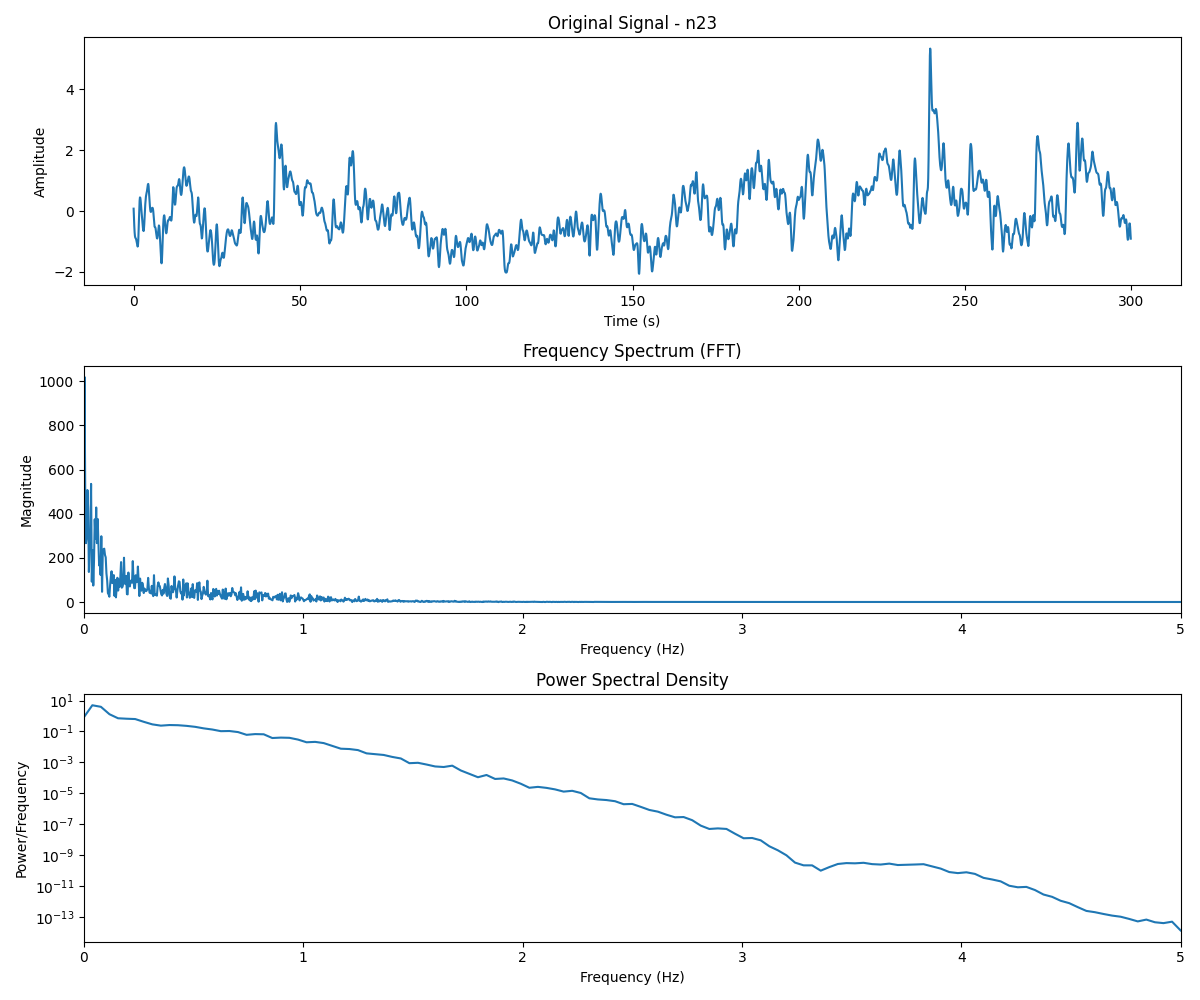 Original Signal - n23
Amplitude
4
2
0
−2
0 50 100 150 200 250 300
Time (s)
Frequency Spectrum (FFT)
Magnitude
1000
800
600
400
200
0
0 1 2 3 4 5
Frequency (Hz)
Power Spectral Density
Power/Frequency
10¹
10⁻¹
10⁻³
10⁻⁵
10⁻⁷
10⁻⁹
10⁻¹¹
10⁻¹³
0 1 2 3 4 5
Frequency (Hz)